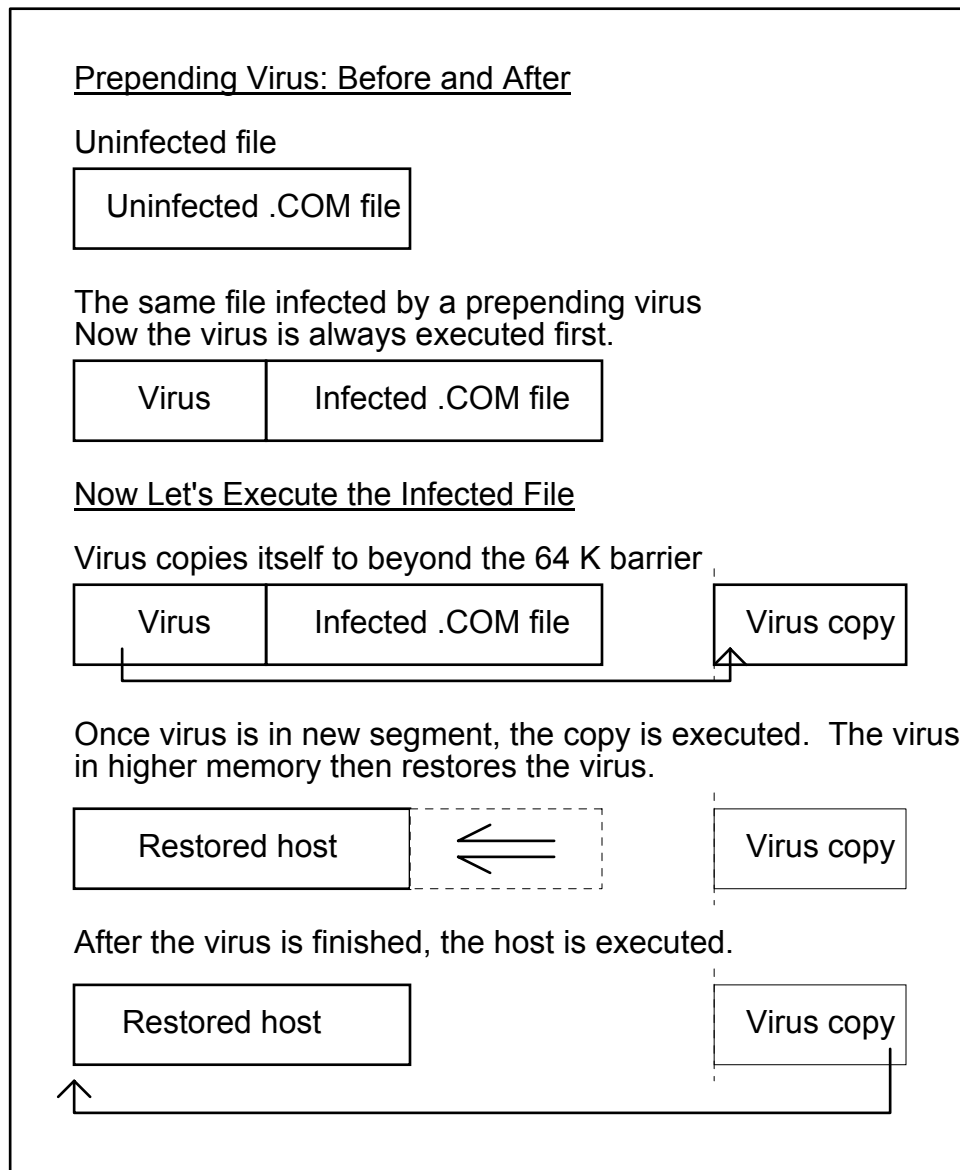 Prepending Virus: Before and After
Uninfected file
Uninfected .COM file
The same file infected by a prepending virus
Now the virus is always executed first.
Virus
Infected .COM file
Now Let's Execute the Infected File
Virus copies itself to beyond the 64 K barrier
Virus
Infected .COM file
Virus copy
Once virus is in new segment, the copy is executed.  The virus
in higher memory then restores the virus.
Restored host
Virus copy
After the virus is finished, the host is executed.
Restored host
Virus copy